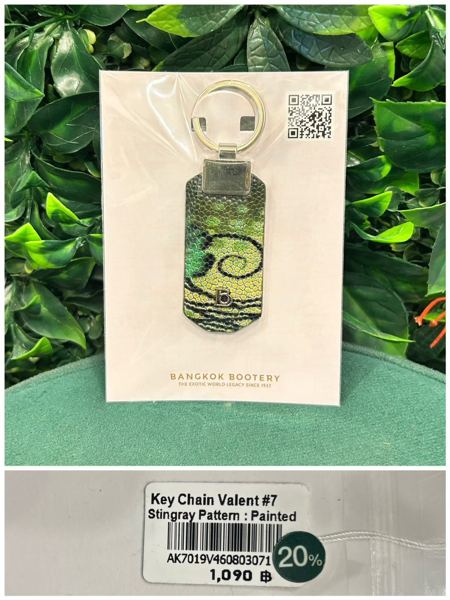 B
BANGKOK BOOTERY
THE EXOTIC WORLD LEGACY SINCE 1937
Key Chain Valent #7
Stingray Pattern : Painted
AK7019V460803071
20%
1,090 ฿